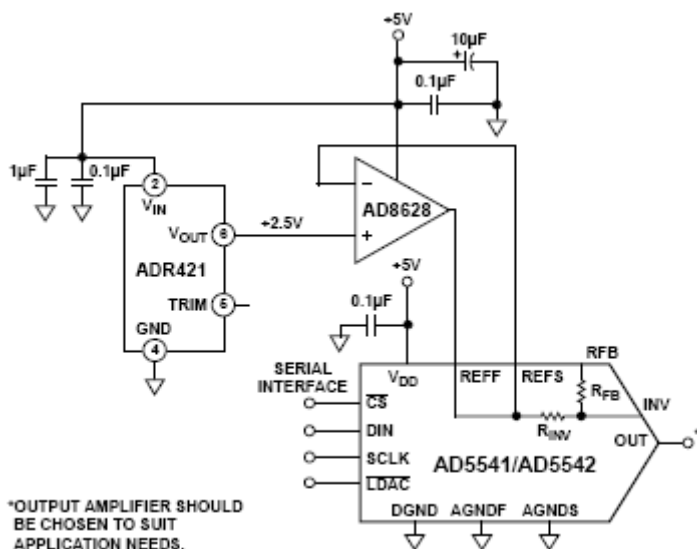 +5V
10µF
+
0.1µF
1µF
0.1µF
2
VIN
VOUT
6
+2.5V
ADR421
TRIM
5
GND
4
−
AD8628
+
+5V
0.1µF
SERIAL
INTERFACE
VDD
REFF
REFS
RFB
RFB
INV
RINV
OUT
*
CS
DIN
SCLK
LDAC
AD5541/AD5542
DGND
AGNDF
AGNDS
*OUTPUT AMPLIFIER SHOULD
BE CHOSEN TO SUIT
APPLICATION NEEDS.